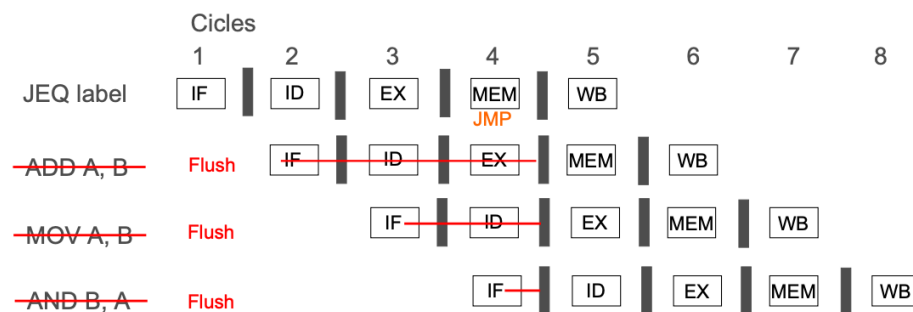 Cicles
1 2 3 4 5 6 7 8
JEQ label IF ID EX MEM WB
JMP
ADD A, B Flush IF ID EX MEM WB
MOV A, B Flush IF ID EX MEM WB
AND B, A Flush IF ID EX MEM WB